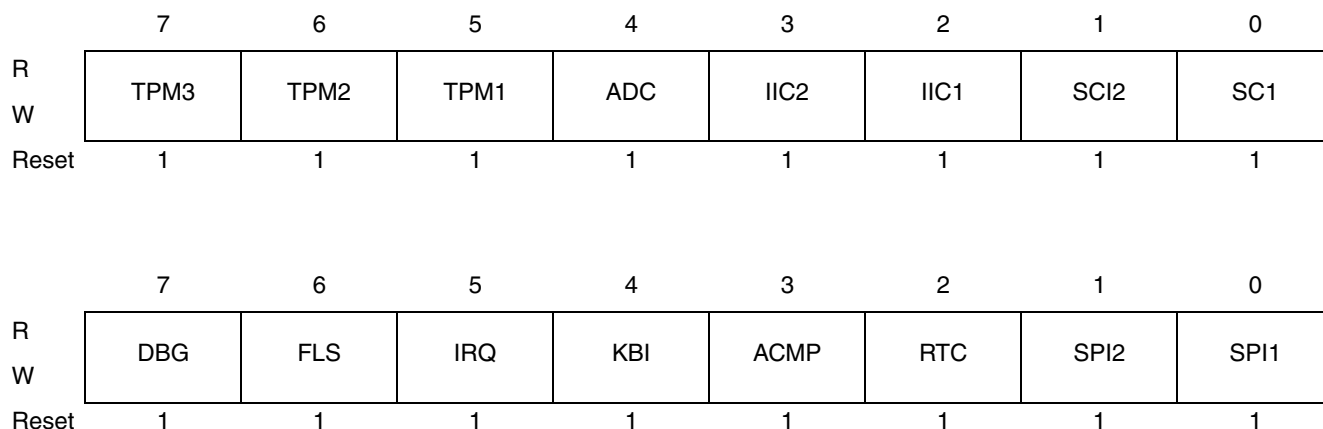 7 6 5 4 3 2 1 0
R
TPM3 TPM2 TPM1 ADC IIC2 IIC1 SCI2 SC1
W
Reset 1 1 1 1 1 1 1 1
7 6 5 4 3 2 1 0
R
DBG FLS IRQ KBI ACMP RTC SPI2 SPI1
W
Reset 1 1 1 1 1 1 1 1